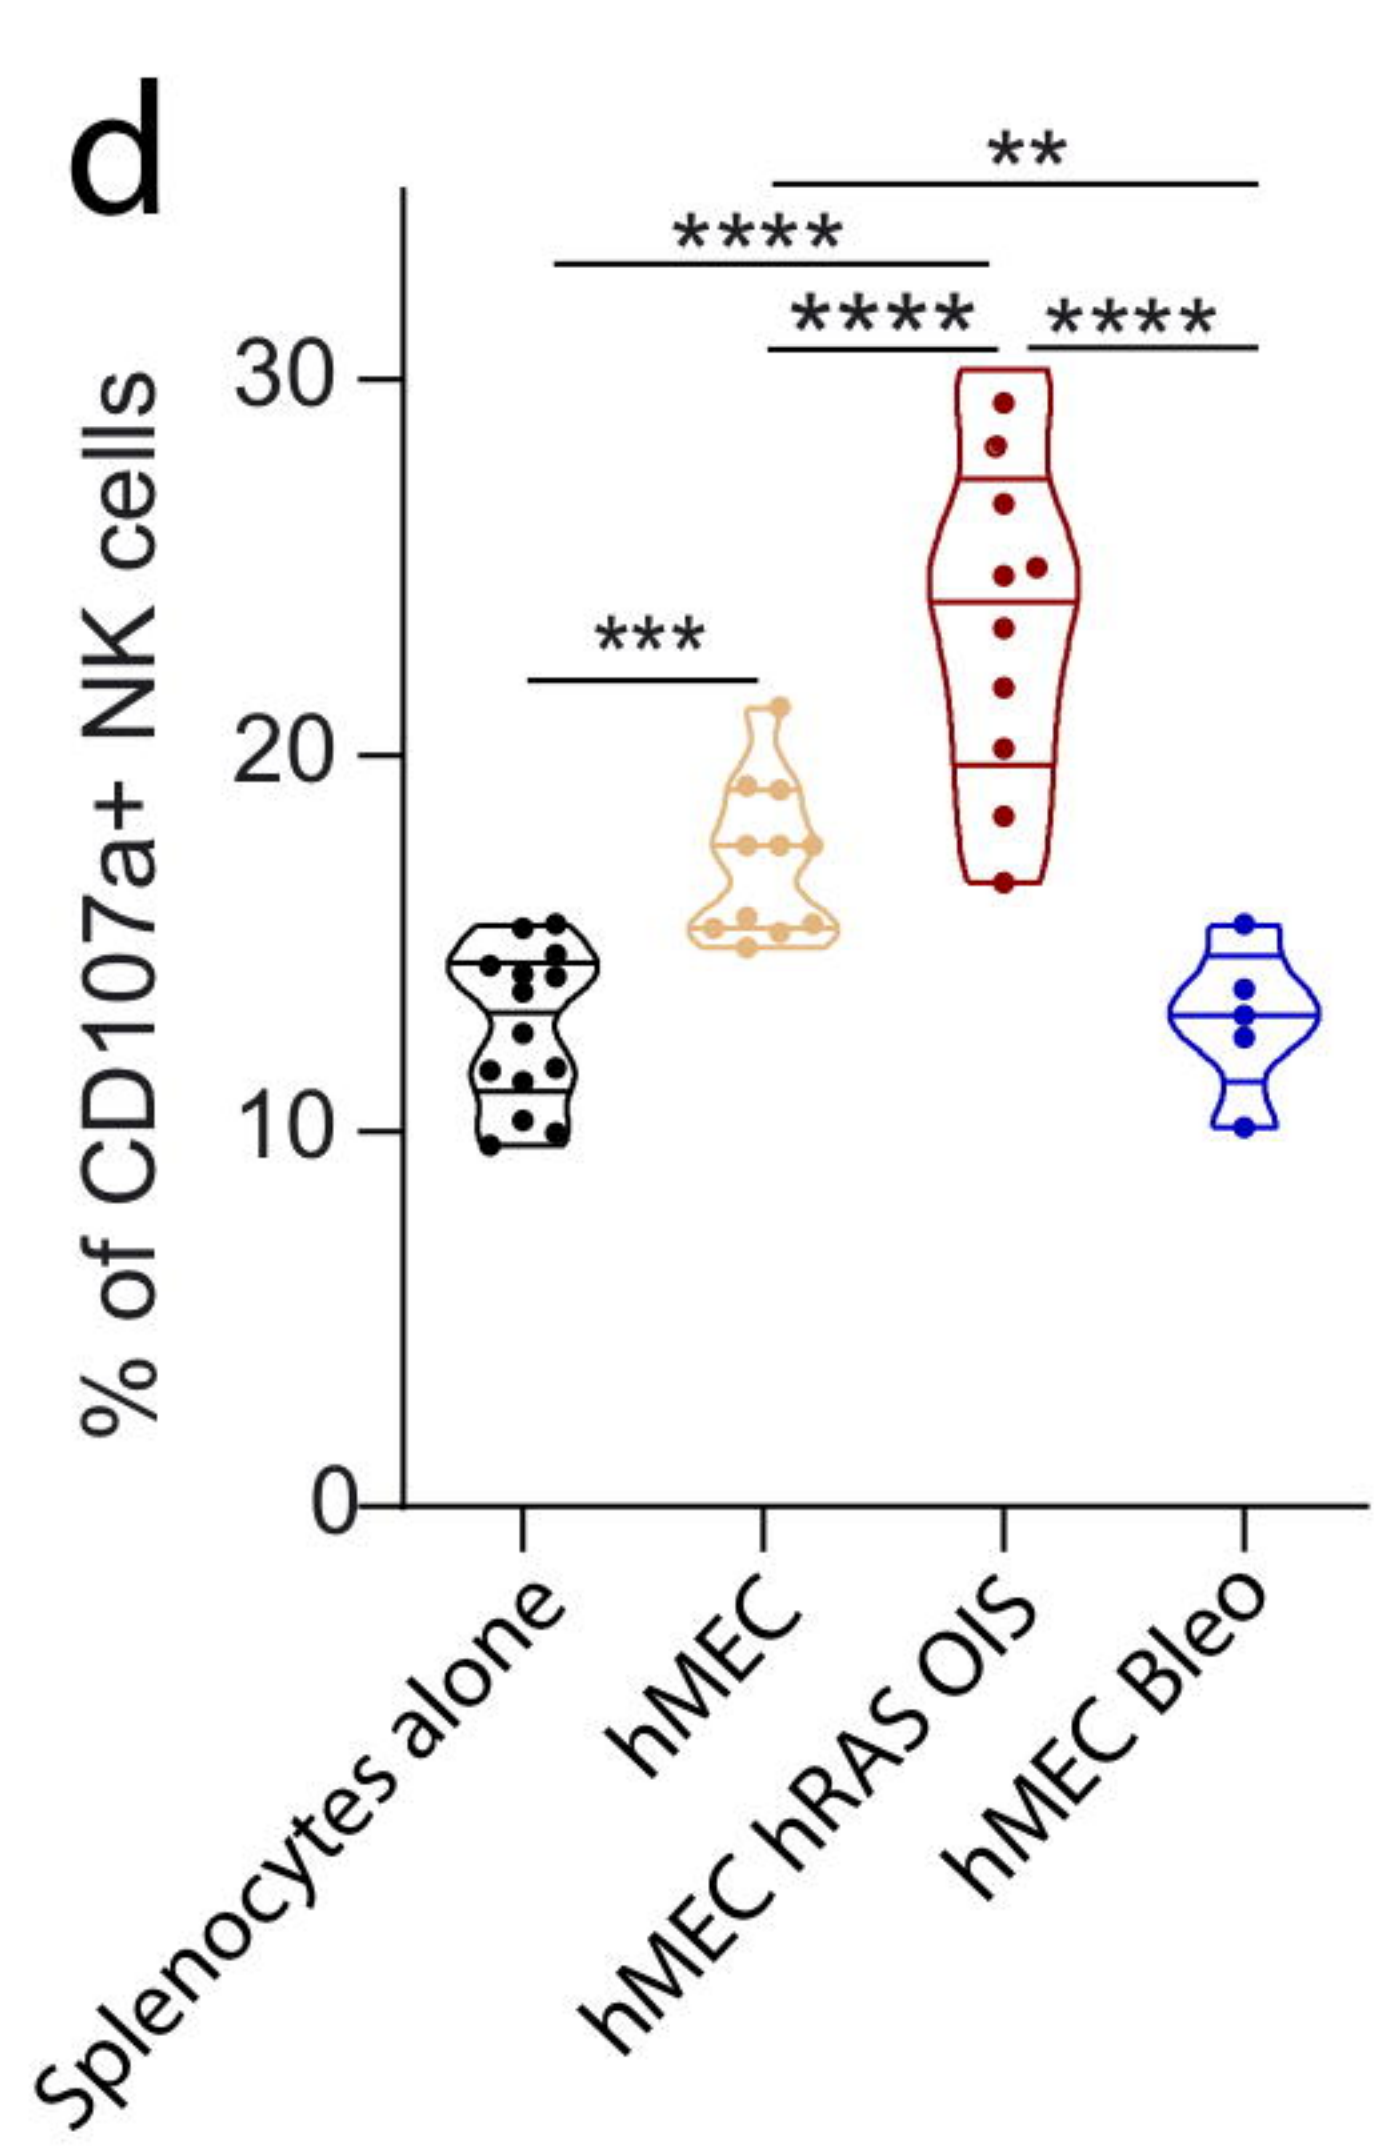 d
**
****
**** ****
30
***
20
10
0
% of CD107a+ NK cells
Splenocytes alone
hMEC
hMEC hRAS OIS
hMEC Bleo